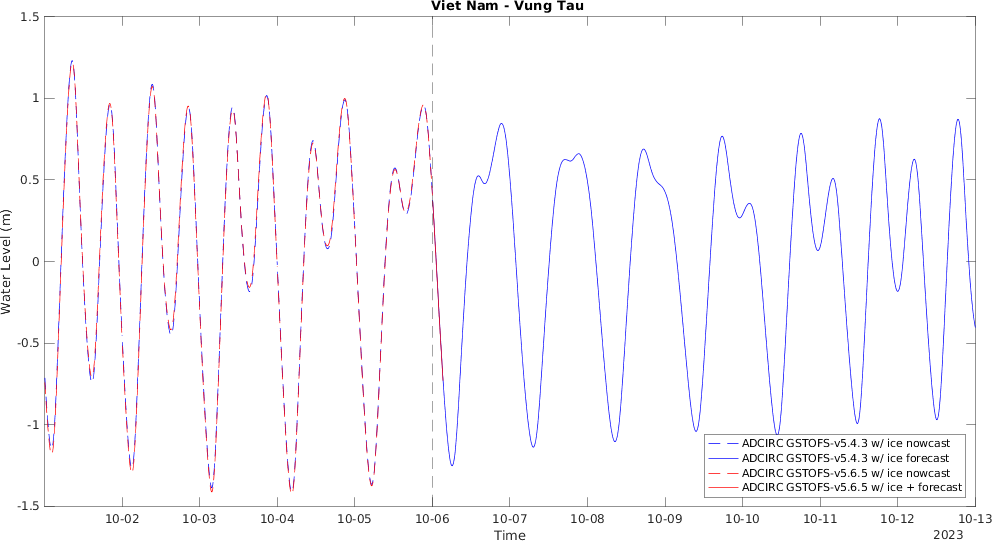 Viet Nam - Vung Tau
1.5
1
0.5
0
-0.5
-1
-1.5
Water Level (m)
10-02
10-03
10-04
10-05
10-06
10-07
10-08
10-09
10-10
10-11
10-12
10-13
Time
2023
ADCIRC GSTOFS-v5.4.3 w/ ice nowcast
ADCIRC GSTOFS-v5.4.3 w/ ice forecast
ADCIRC GSTOFS-v5.6.5 w/ ice nowcast
ADCIRC GSTOFS-v5.6.5 w/ ice + forecast